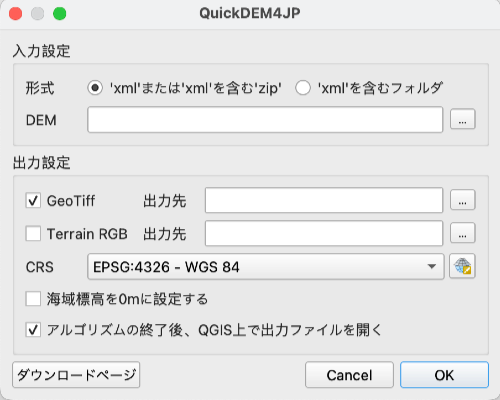 QuickDEM4JP
入力設定
形式 'xml'または'xml'を含む'zip' 'xml'を含むフォルダ
DEM ...
出力設定
GeoTiff 出力先 ...
Terrain RGB 出力先 ...
CRS EPSG:4326 - WGS 84
海域標高を0mに設定する
アルゴリズムの終了後、QGIS上で出力ファイルを開く
ダウンロードページ Cancel OK